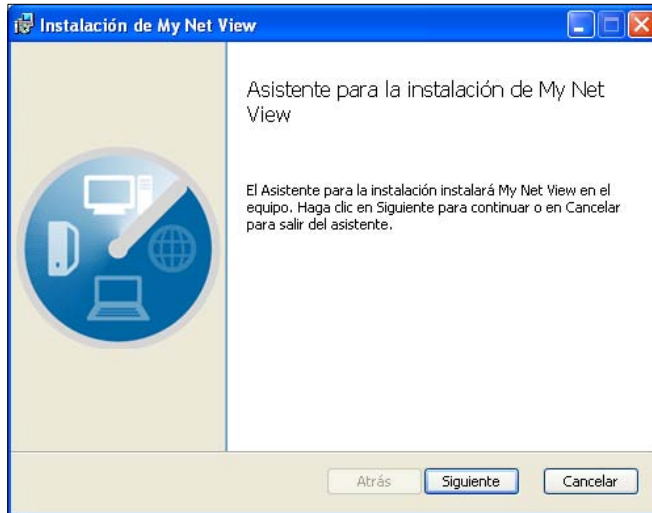 Instalación de My Net View
Asistente para la instalación de My Net
View
El Asistente para la instalación instalará My Net View en el
equipo. Haga clic en Siguiente para continuar o en Cancelar
para salir del asistente.
Atrás
Siguiente
Cancelar